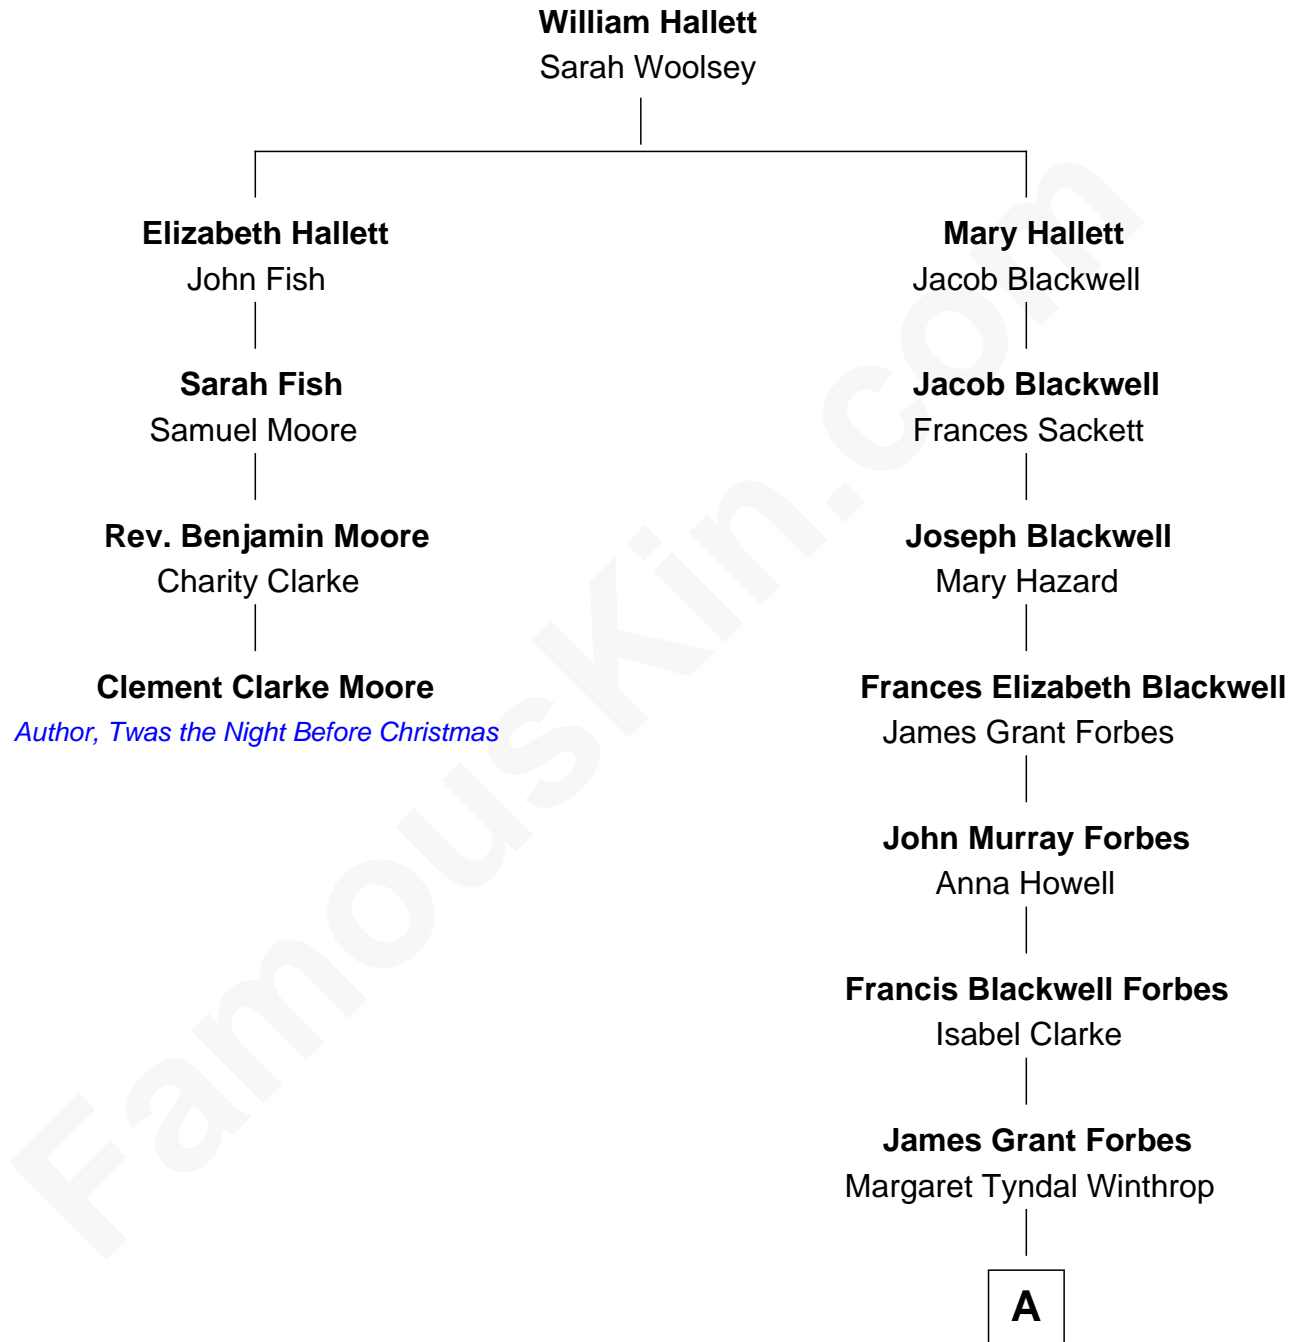 William Hallett
Sarah Woolsey
Elizabeth Hallett
John Fish
Sarah Fish
Samuel Moore
Rev. Benjamin Moore
Charity Clarke
Clement Clarke Moore
Author, Twas the Night Before Christmas
Mary Hallett
Jacob Blackwell
Jacob Blackwell
Frances Sackett
Joseph Blackwell
Mary Hazard
Frances Elizabeth Blackwell
James Grant Forbes
John Murray Forbes
Anna Howell
Francis Blackwell Forbes
Isabel Clarke
James Grant Forbes
Margaret Tyndal Winthrop
A
FamousKin.com